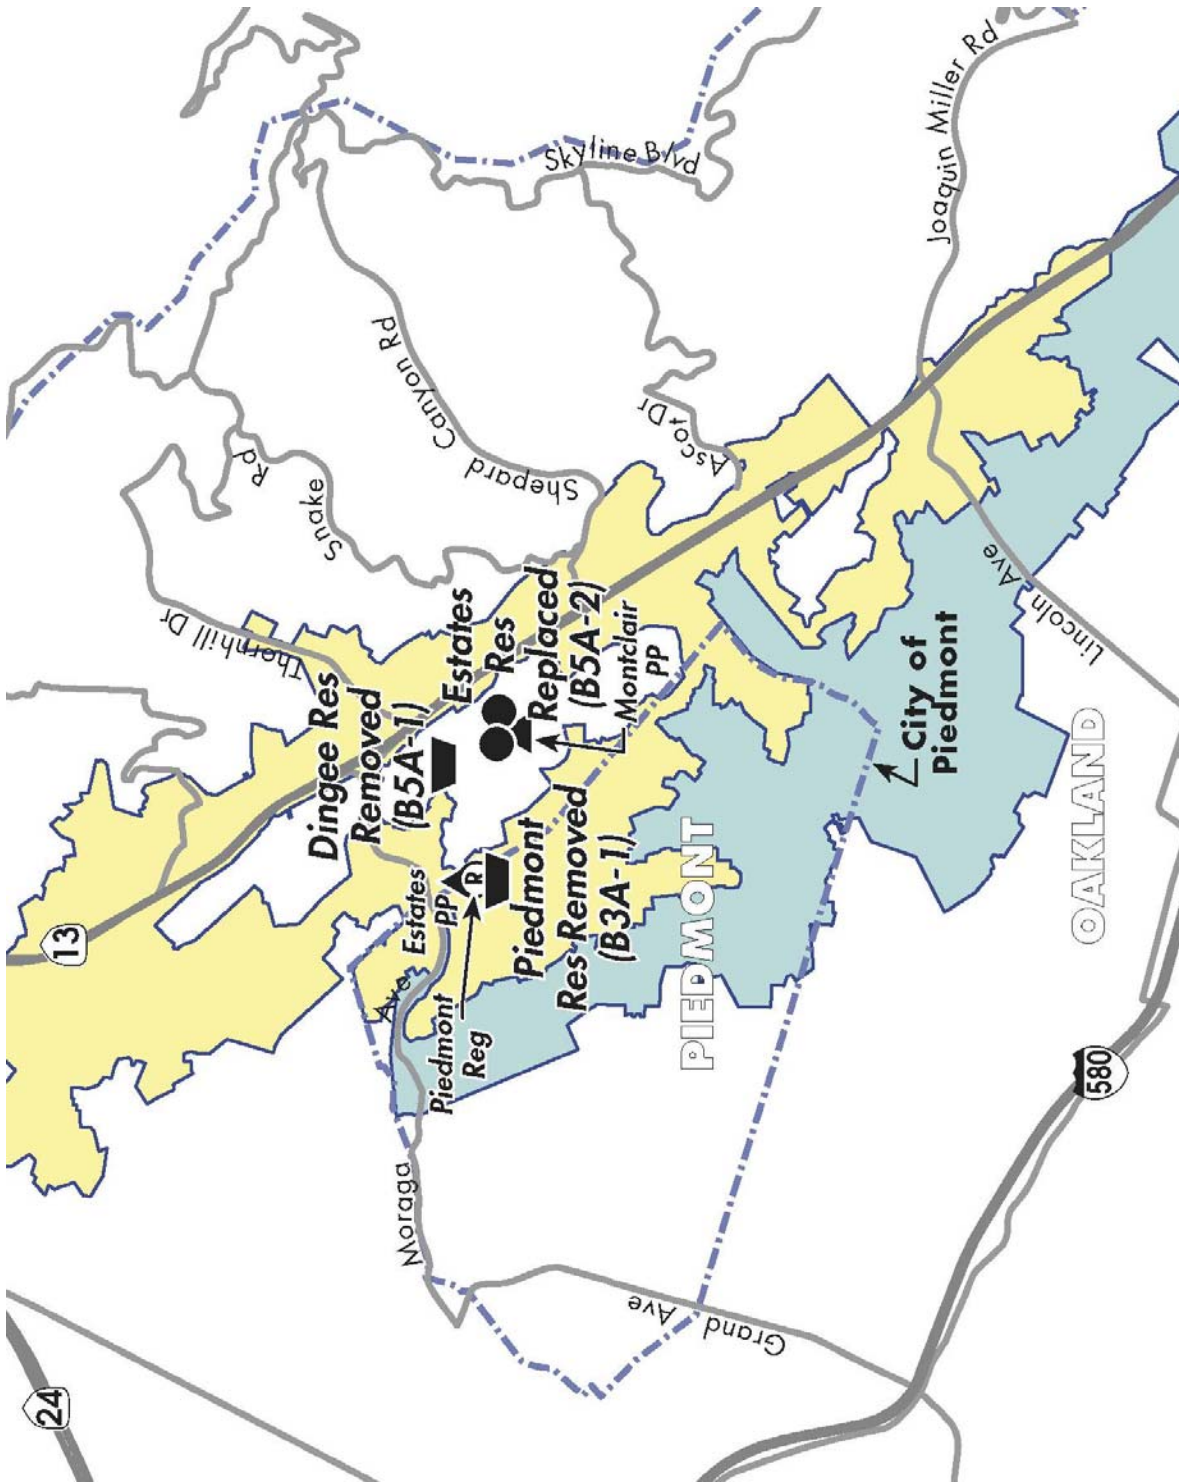 24
13
580
Moraga
Ave
Grand
Ave
Thornhill Dr
Snake
Rd
Shepard Canyon Rd
Ascot Dr
Skyline Blvd
Joaquin Miller Rd
Lincoln Ave
Dingee Res
Removed
(B5A-1)
Estates
Res
Replaced
(B5A-2)
Montclair
PP
Estates
PP
R
Piedmont
Reg
Piedmont
Res Removed
(B3A-1)
PIEDMONT
City of
Piedmont
OAKLAND